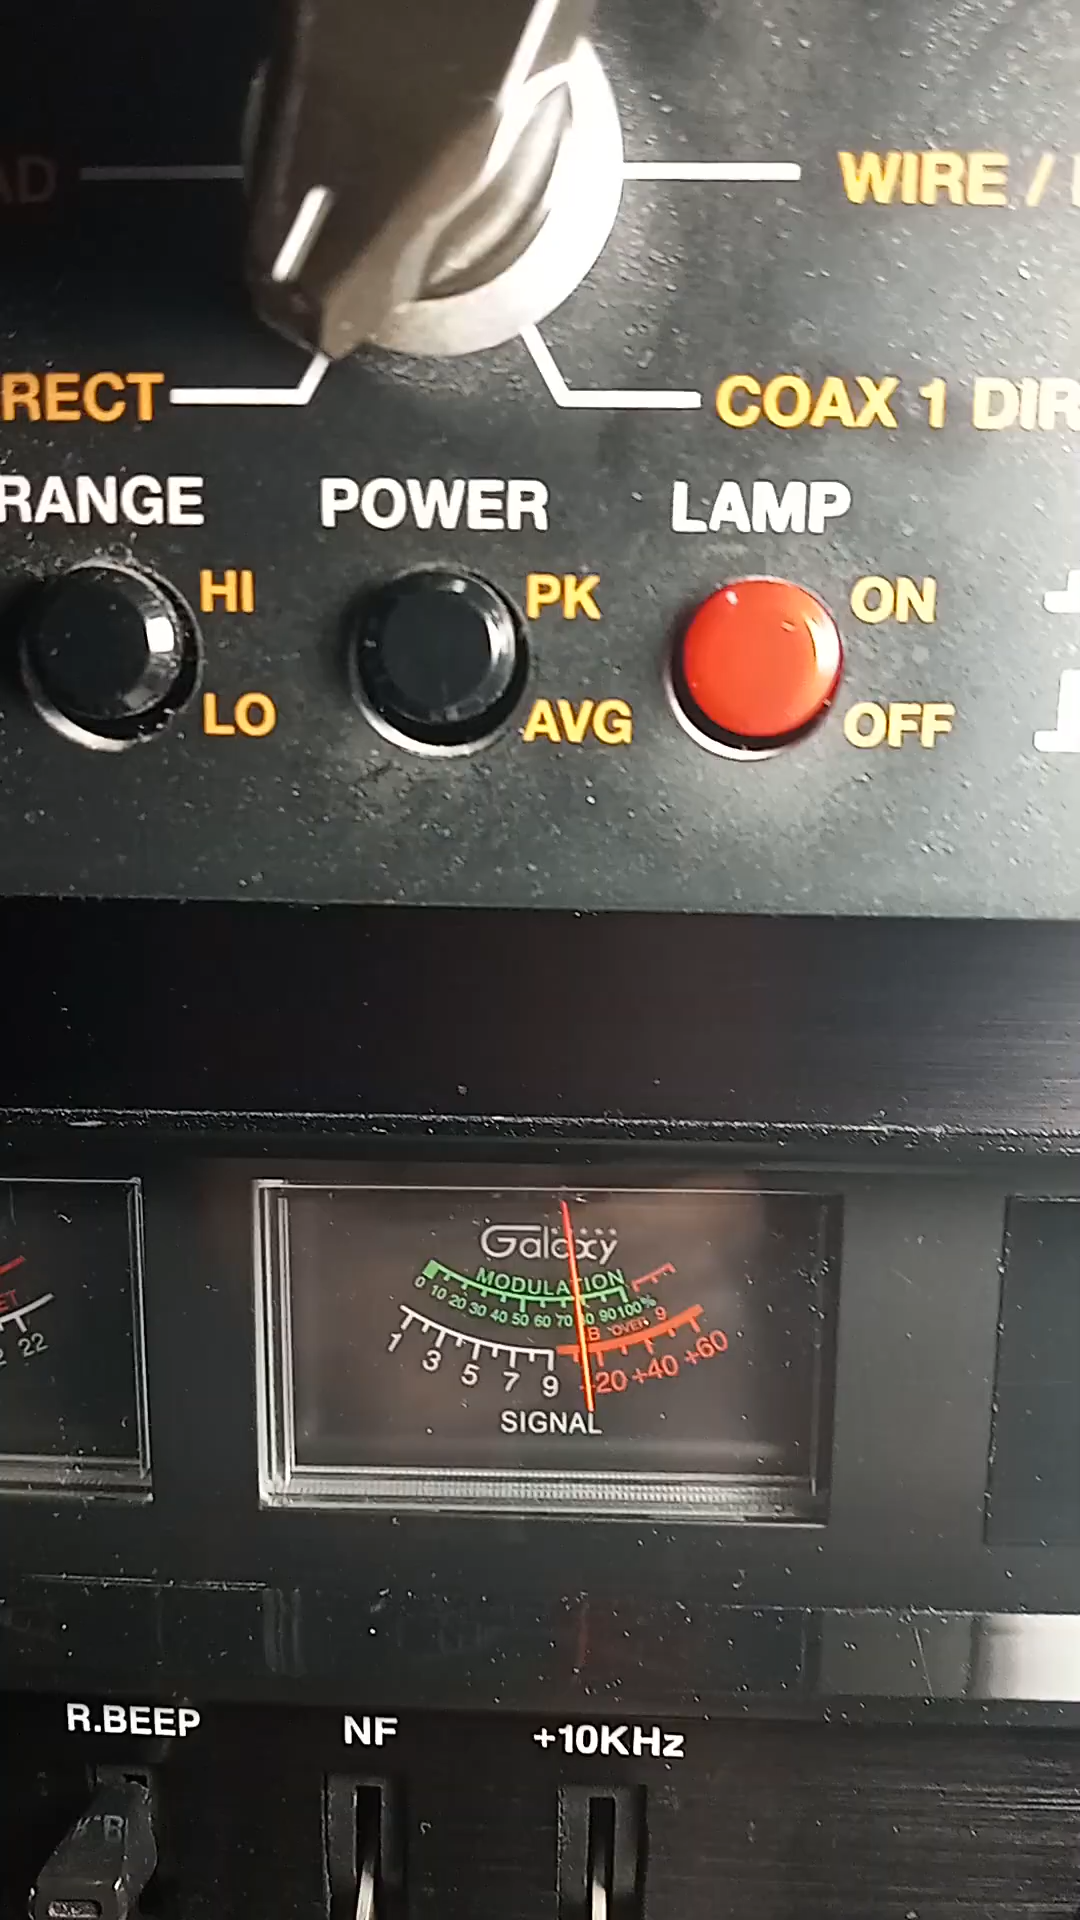 AD
WIRE /
RECT
COAX 1 DIR
RANGE
POWER
LAMP
HI
PK
ON
LO
AVG
OFF
Galaxy
MODULATION
0 10 20 30 40 50 60 70 80 90 100%
OVER 9
1 3 5 7 9 +20 +40 +60
SIGNAL
22
R.BEEP
NF
+10KHz